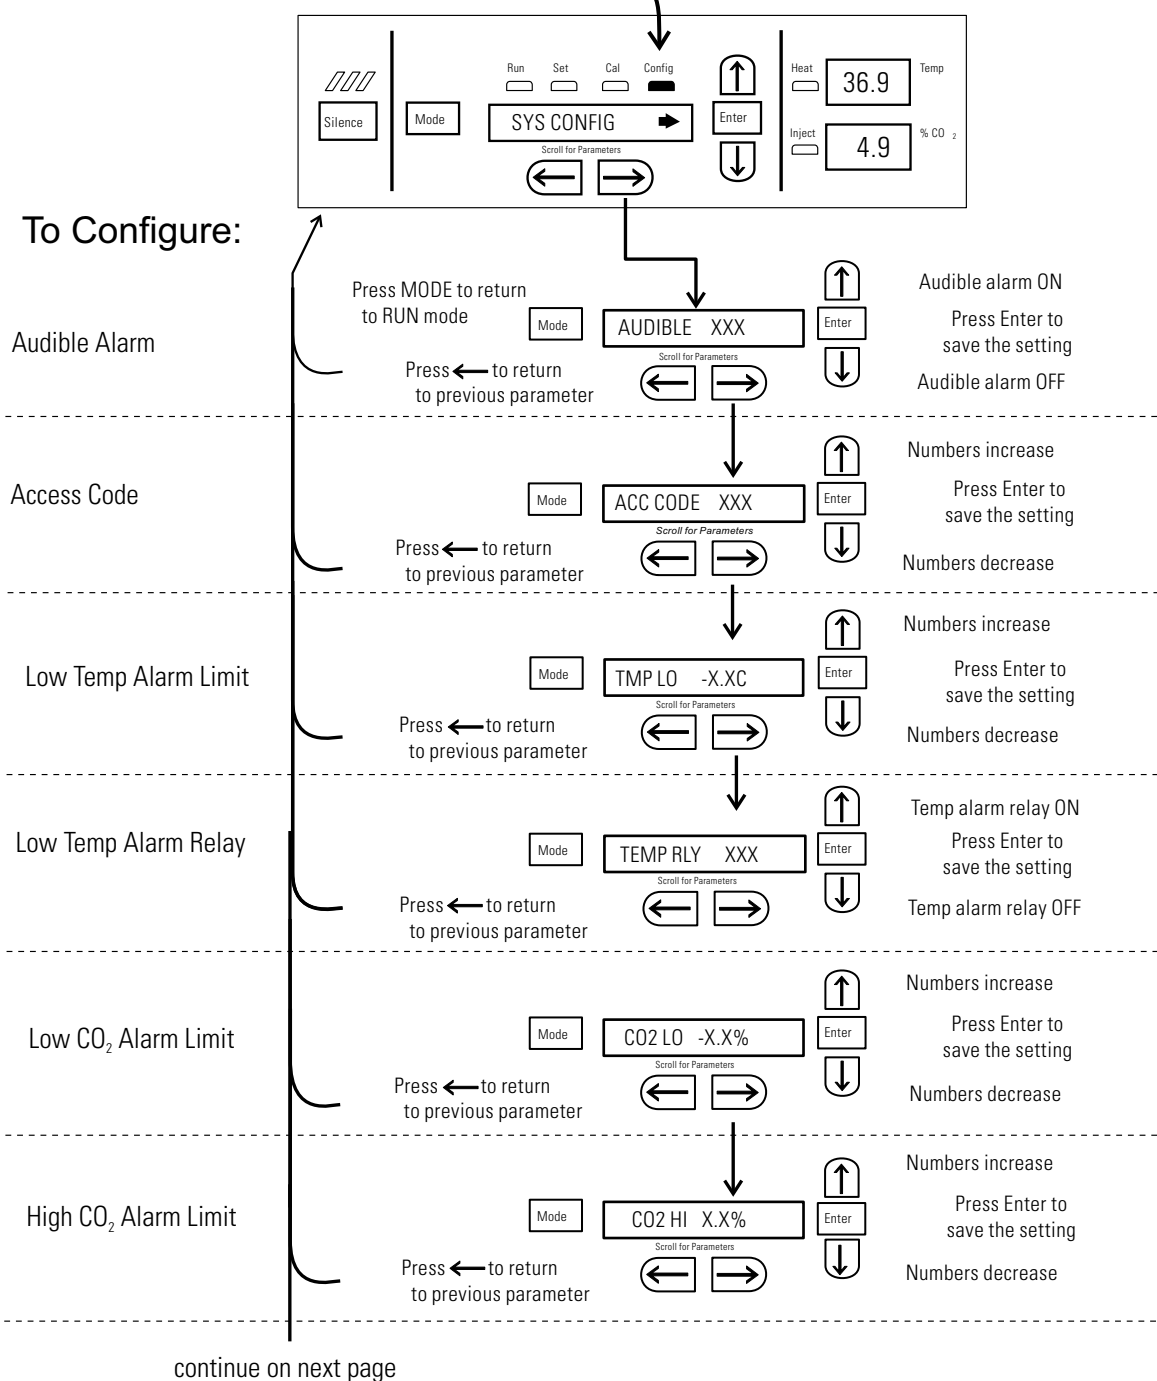 Run Set Cal Config
Heat 36.9 Temp
Silence
Mode
SYS CONFIG
Enter
Inject 4.9 % CO 2
Scroll for Parameters
To Configure:
Audible Alarm
Press MODE to return
to RUN mode
Mode
AUDIBLE XXX
Scroll for Parameters
Press to return
to previous parameter
Audible alarm ON
Enter
Press Enter to
save the setting
Audible alarm OFF
Access Code
Mode
ACC CODE XXX
Scroll for Parameters
Press to return
to previous parameter
Numbers increase
Enter
Press Enter to
save the setting
Numbers decrease
Low Temp Alarm Limit
Mode
TMP LO -X.XC
Scroll for Parameters
Press to return
to previous parameter
Numbers increase
Enter
Press Enter to
save the setting
Numbers decrease
Low Temp Alarm Relay
Mode
TEMP RLY XXX
Scroll for Parameters
Press to return
to previous parameter
Temp alarm relay ON
Enter
Press Enter to
save the setting
Temp alarm relay OFF
Low CO2 Alarm Limit
Mode
CO2 LO -X.X%
Scroll for Parameters
Press to return
to previous parameter
Numbers increase
Enter
Press Enter to
save the setting
Numbers decrease
High CO2 Alarm Limit
Mode
CO2 HI X.X%
Scroll for Parameters
Press to return
to previous parameter
Numbers increase
Enter
Press Enter to
save the setting
Numbers decrease
continue on next page